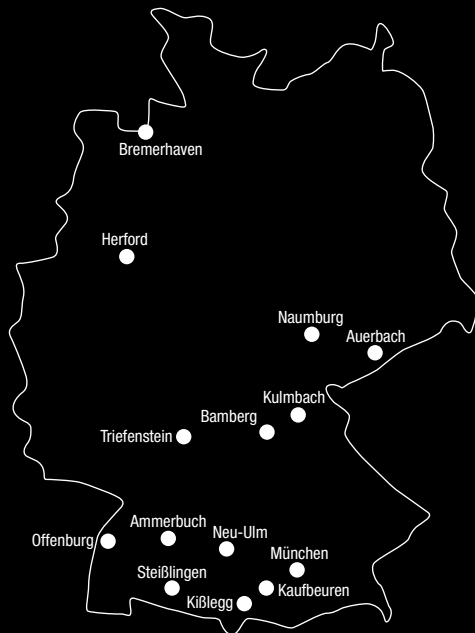 Bremerhaven
Herford
Naumburg
Auerbach
Kulmbach
Bamberg
Triefenstein
Ammerbuch
Offenburg
Neu-Ulm
München
Steißlingen
Kaufbeuren
Kißlegg